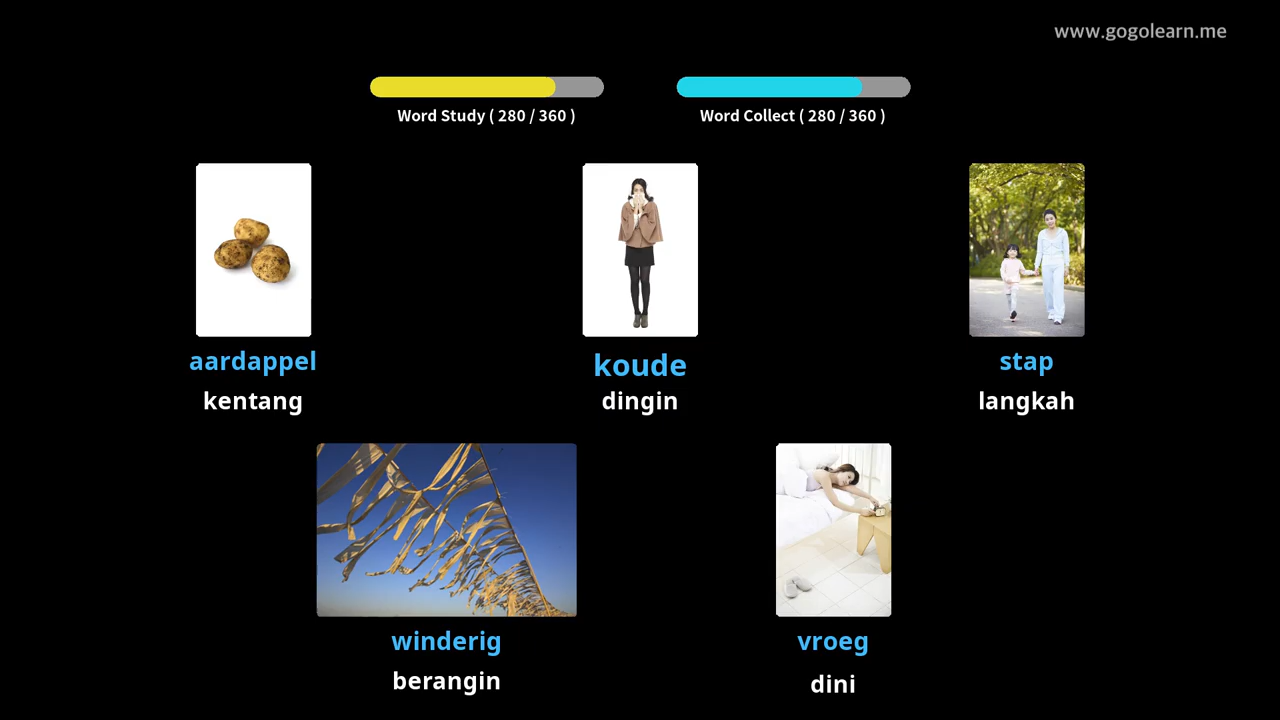 www.gogolearn.me
Word Study ( 280 / 360 )
Word Collect ( 280 / 360 )
aardappel
kentang
koude
dingin
stap
langkah
winderig
berangin
vroeg
dini